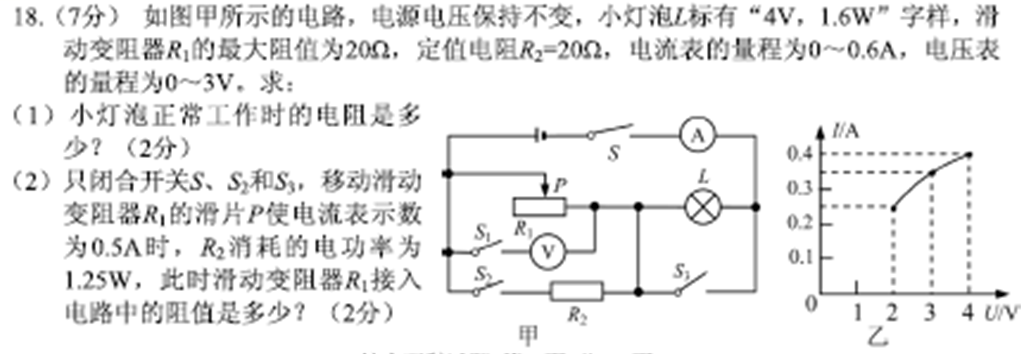 18.（7分） 如图甲所示的电路，电源电压保持不变，小灯泡L标有“4V，1.6W”字样，滑
动变阻器R₁的最大阻值为20Ω，定值电阻R₂=20Ω，电流表的量程为0～0.6A，电压表
的量程为0～3V。求：
（1）小灯泡正常工作时的电阻是多
少？（2分）
（2）只闭合开关S、S₂和S₃，移动滑动
变阻器R₁的滑片P使电流表示数
为0.5A时，R₂消耗的电功率为
1.25W，此时滑动变阻器R₁接入
电路中的阻值是多少？（2分）
S
A
P
L
R₁
S₁
V
S₂
S₃
R₂
甲
I/A
0.4
0.3
0.2
0.1
0
1 2 3 4 U/V
乙